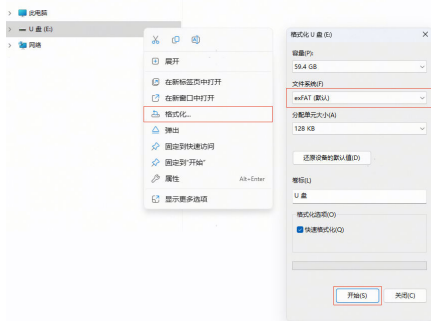 此电脑
U 盘 (E:)
网络
展开
在新标签页中打开
在新窗口中打开
格式化...
弹出
固定到快速访问
固定到"开始"
属性 Alt+Enter
显示更多选项
格式化 U 盘 (E:)
容量(P):
59.4 GB
文件系统(F)
exFAT (默认)
分配单元大小(A)
128 KB
还原设备的默认值(D)
卷标(L)
U 盘
格式化选项(O)
快速格式化(Q)
开始(S)
关闭(C)